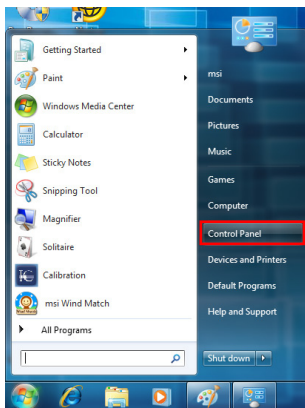 Getting Started
Paint
Windows Media Center
Calculator
Sticky Notes
Snipping Tool
Magnifier
Solitaire
Calibration
msi Wind Match
All Programs
msi
Documents
Pictures
Music
Games
Computer
Control Panel
Devices and Printers
Default Programs
Help and Support
Shut down